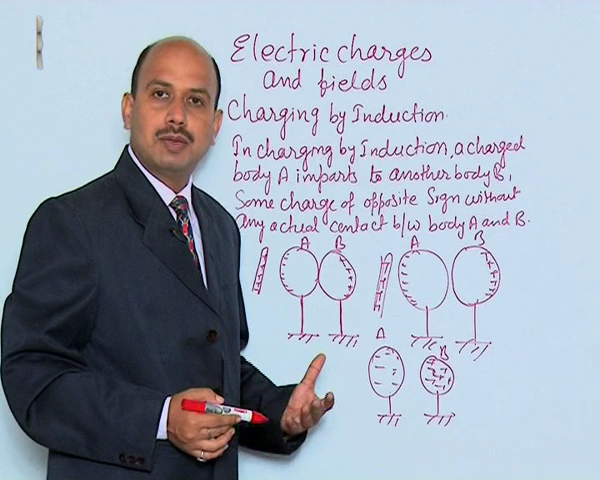 Electric charges
and fields
Charging by Induction.
In charging by Induction, a charged
body A imparts to another body B,
Some charge of opposite Sign without
any actual contact b/w body A and B.
A B A B
A B